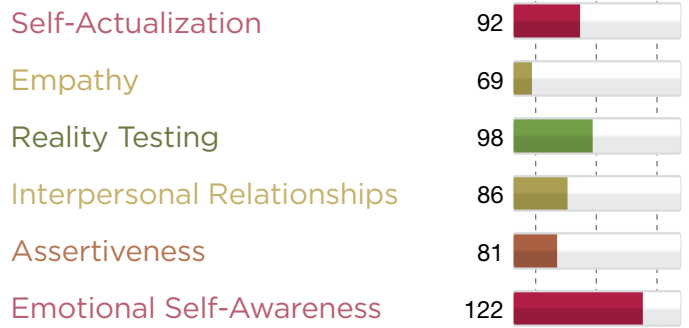 Self-Actualization 92
Empathy 69
Reality Testing 98
Interpersonal Relationships 86
Assertiveness 81
Emotional Self-Awareness 122